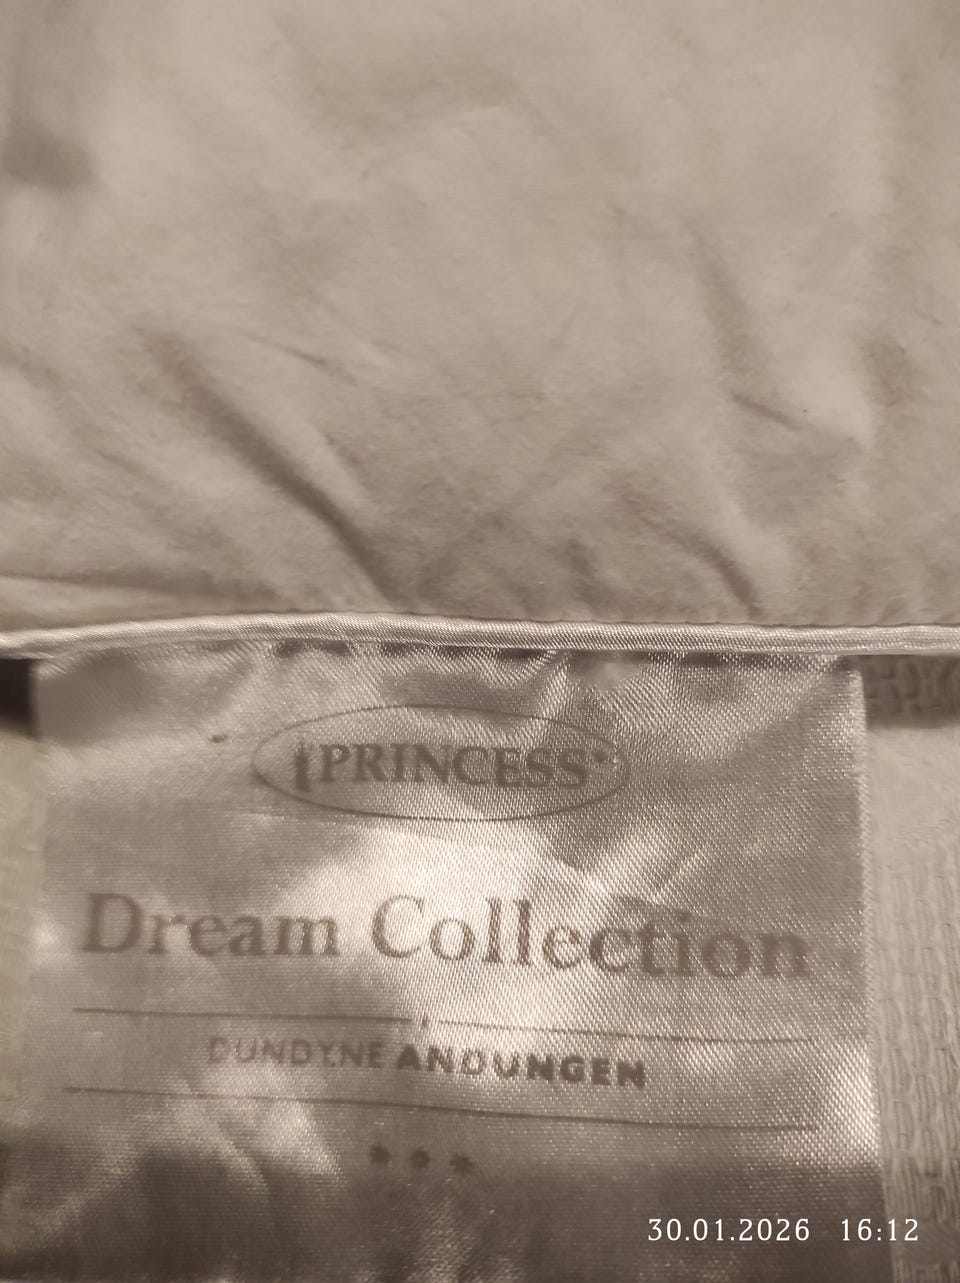 PRINCESS
Dream Collection
DUNDYNE ANDUNGEN
***
30.01.2026 16:12